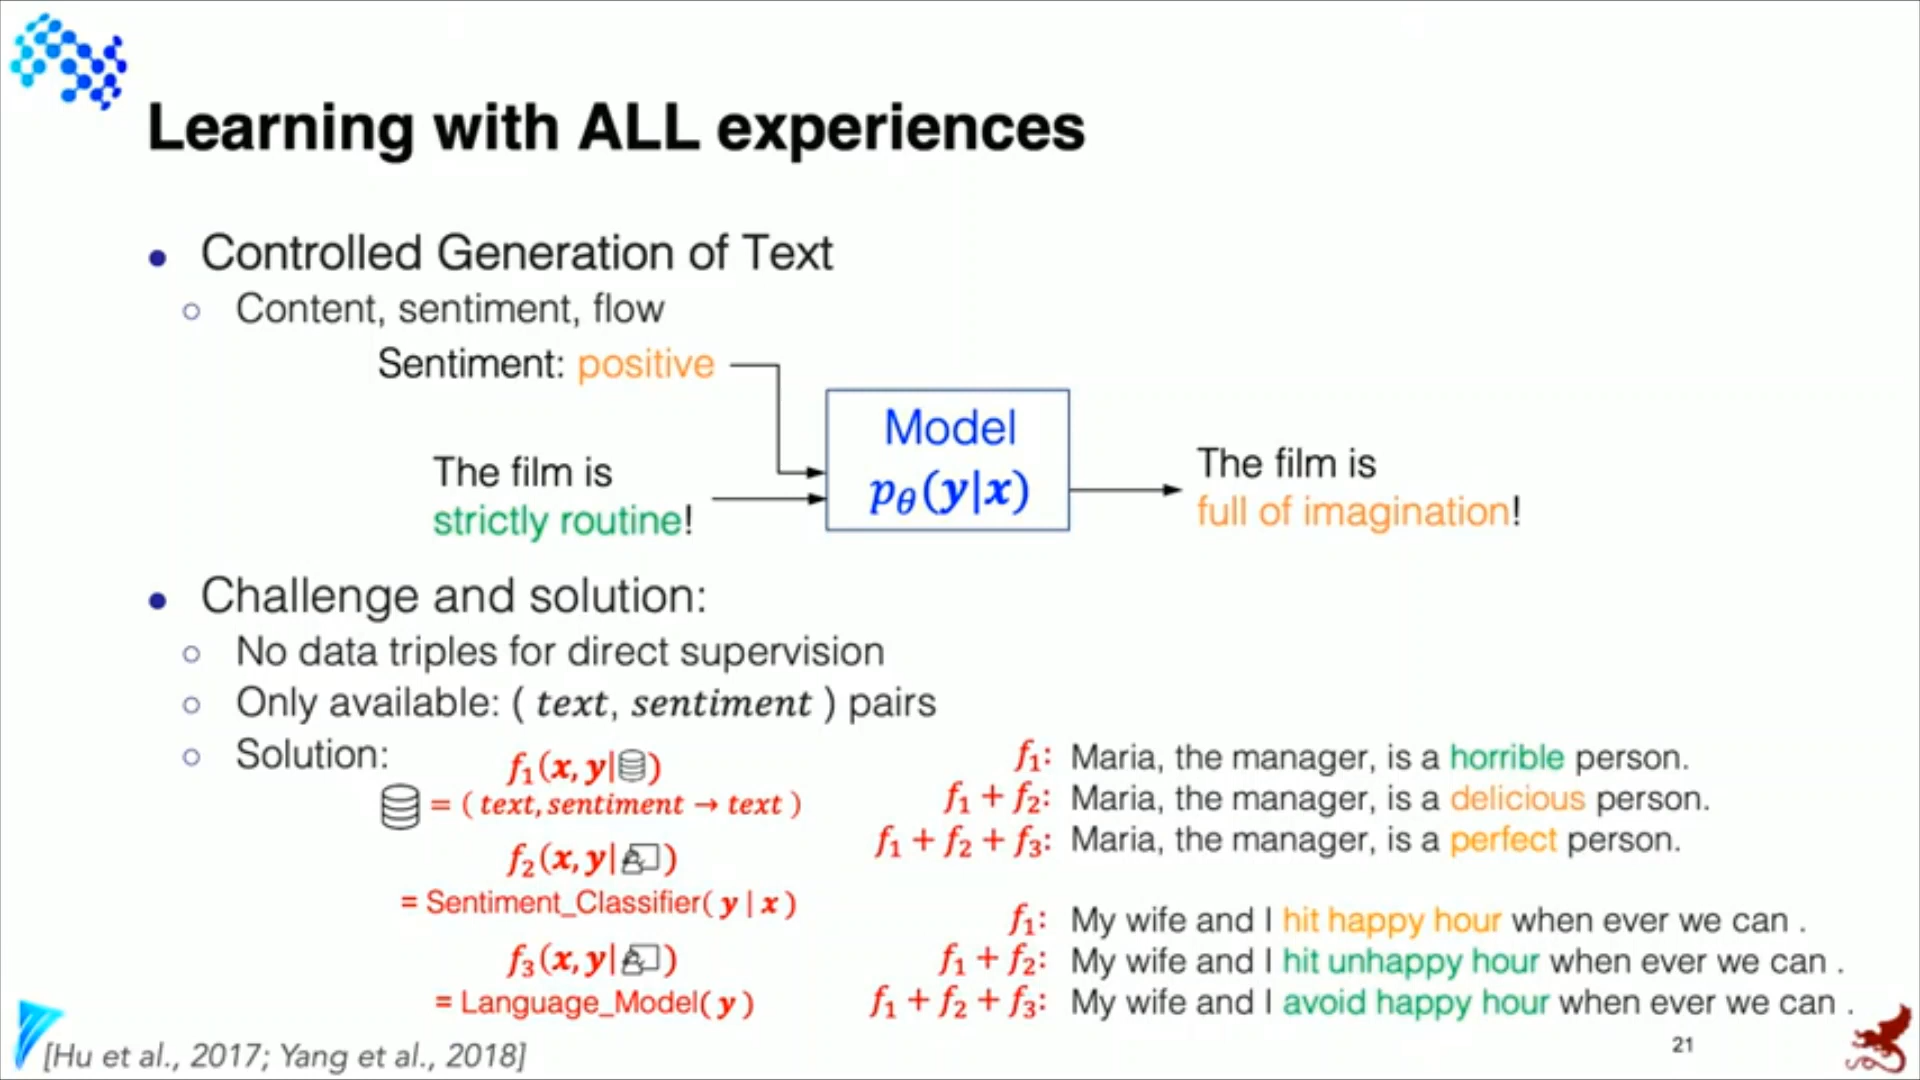 Learning with ALL experiences
Controlled Generation of Text
Content, sentiment, flow
Sentiment: positive
The film is
strictly routine!
Model
pθ(y|x)
The film is
full of imagination!
Challenge and solution:
No data triples for direct supervision
Only available: ( text, sentiment ) pairs
Solution:
f1(x, y| )
= ( text, sentiment → text )
f2(x, y| )
= Sentiment_Classifier( y | x )
f3(x, y| )
= Language_Model( y )
f1: Maria, the manager, is a horrible person.
f1 + f2: Maria, the manager, is a delicious person.
f1 + f2 + f3: Maria, the manager, is a perfect person.
f1: My wife and I hit happy hour when ever we can .
f1 + f2: My wife and I hit unhappy hour when ever we can .
f1 + f2 + f3: My wife and I avoid happy hour when ever we can .
[Hu et al., 2017; Yang et al., 2018]
21